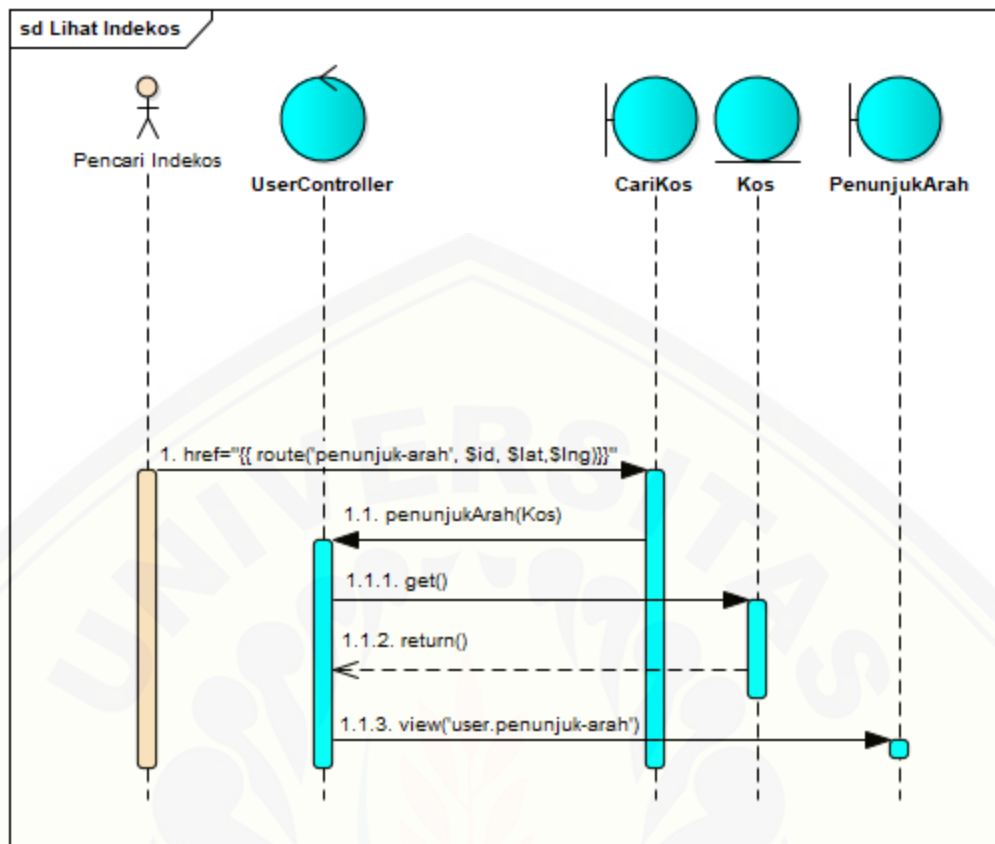 sd Lihat Indekos
Pencari Indekos
UserController
CariKos
Kos
PenunjukArah
1. href="{{ route('penunjuk-arah', $id, $lat,$lng)}}"
1.1. penunjukArah(Kos)
1.1.1. get()
1.1.2. return()
1.1.3. view('user.penunjuk-arah')
UNIVERSITAS